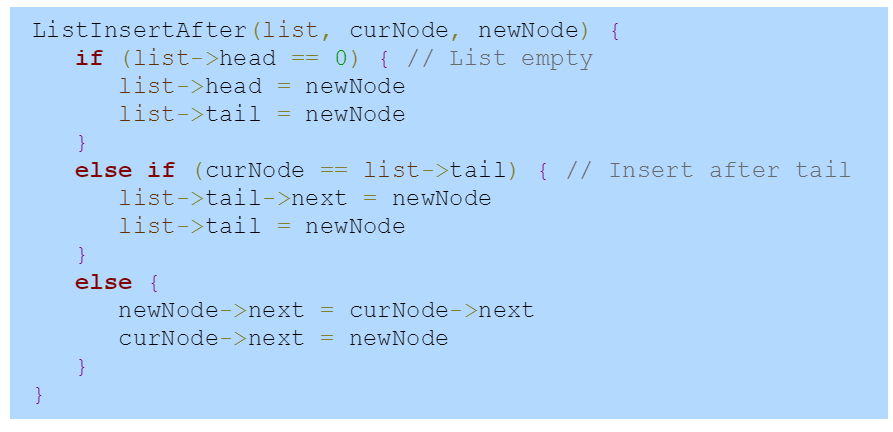 ListInsertAfter(list, curNode, newNode) {
   if (list->head == 0) { // List empty
      list->head = newNode
      list->tail = newNode
   }
   else if (curNode == list->tail) { // Insert after tail
      list->tail->next = newNode
      list->tail = newNode
   }
   else {
      newNode->next = curNode->next
      curNode->next = newNode
   }
}